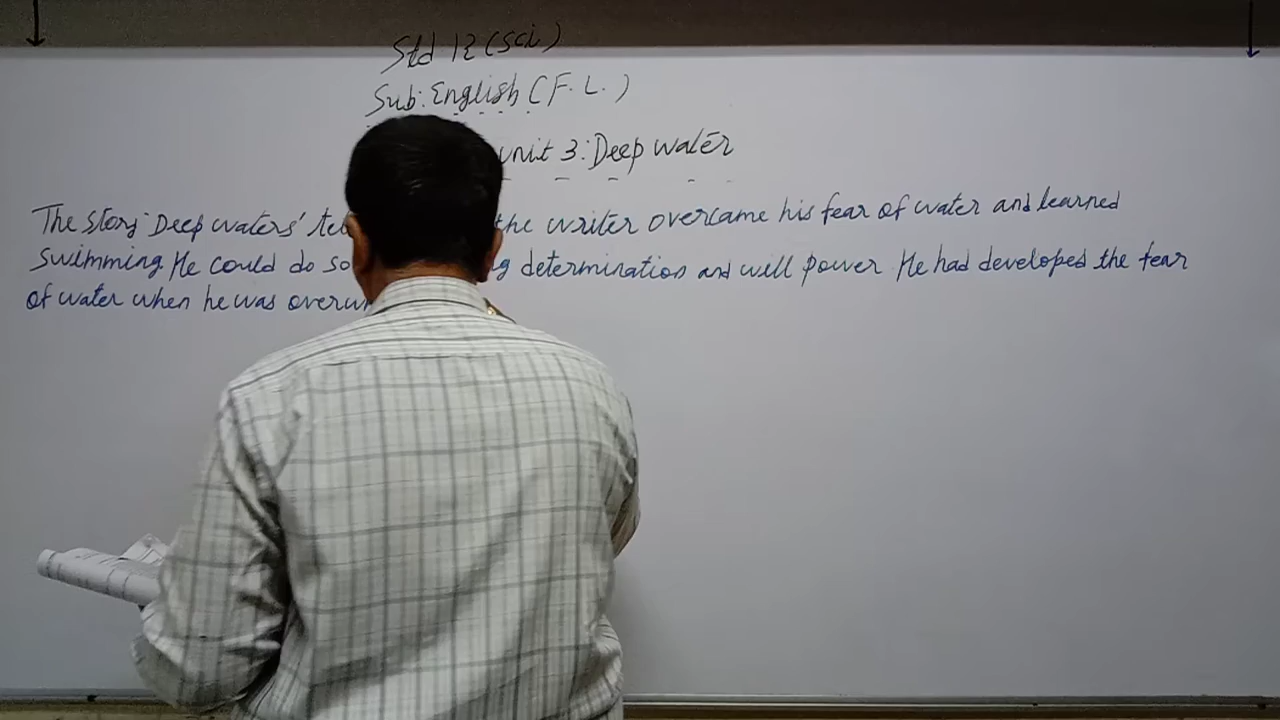 Std 12 (Sci)
Sub: English (F. L. )
unit 3: Deep water
The story 'Deep waters' the writer overcame his fear of water and learned
swimming. He could do so determination and will power He had developed the fear
of water when he was